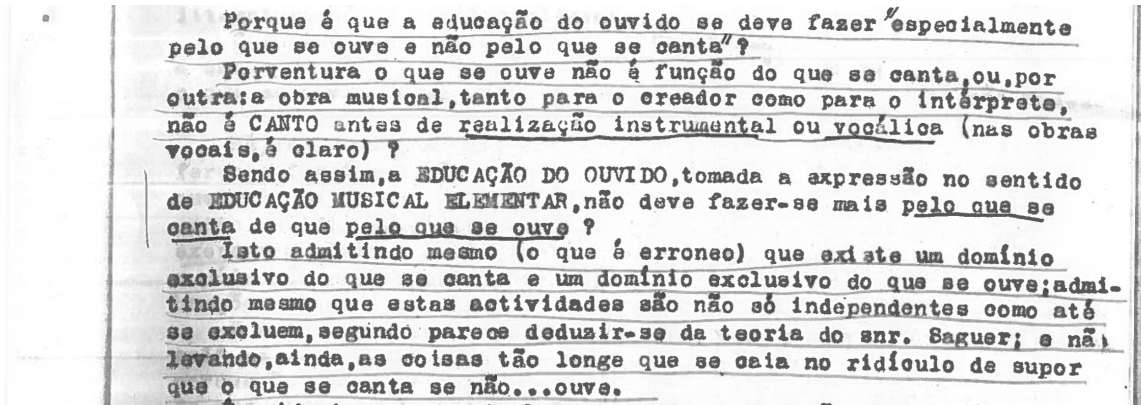 Porque é que a educação do ouvido se deve fazer "especialmente
pelo que se ouve e não pelo que se canta"?
Porventura o que se ouve não é função do que se canta,ou,por
outra:a obra musical,tanto para o creador como para o intérprete,
não é CANTO antes de realização instrumental ou vocálica (nas obras
vocais,é claro) ?
Sendo assim,a EDUCAÇÃO DO OUVIDO,tomada a expressão no sentido
de EDUCAÇÃO MUSICAL ELEMENTAR,não deve fazer-se mais pelo que se
canta de que pelo que se ouve ?
Isto admitindo mesmo (o que é erroneo) que existe um domínio
exclusivo do que se canta e um domínio exclusivo do que se ouve;admi-
tindo mesmo que estas actividades são não só independentes como até
se excluem,segundo parece deduzir-se da teoria do snr. Saguer; e nã
levando,ainda,as coisas tão longe que se caia no ridículo de supor
que o que se canta se não...ouve.